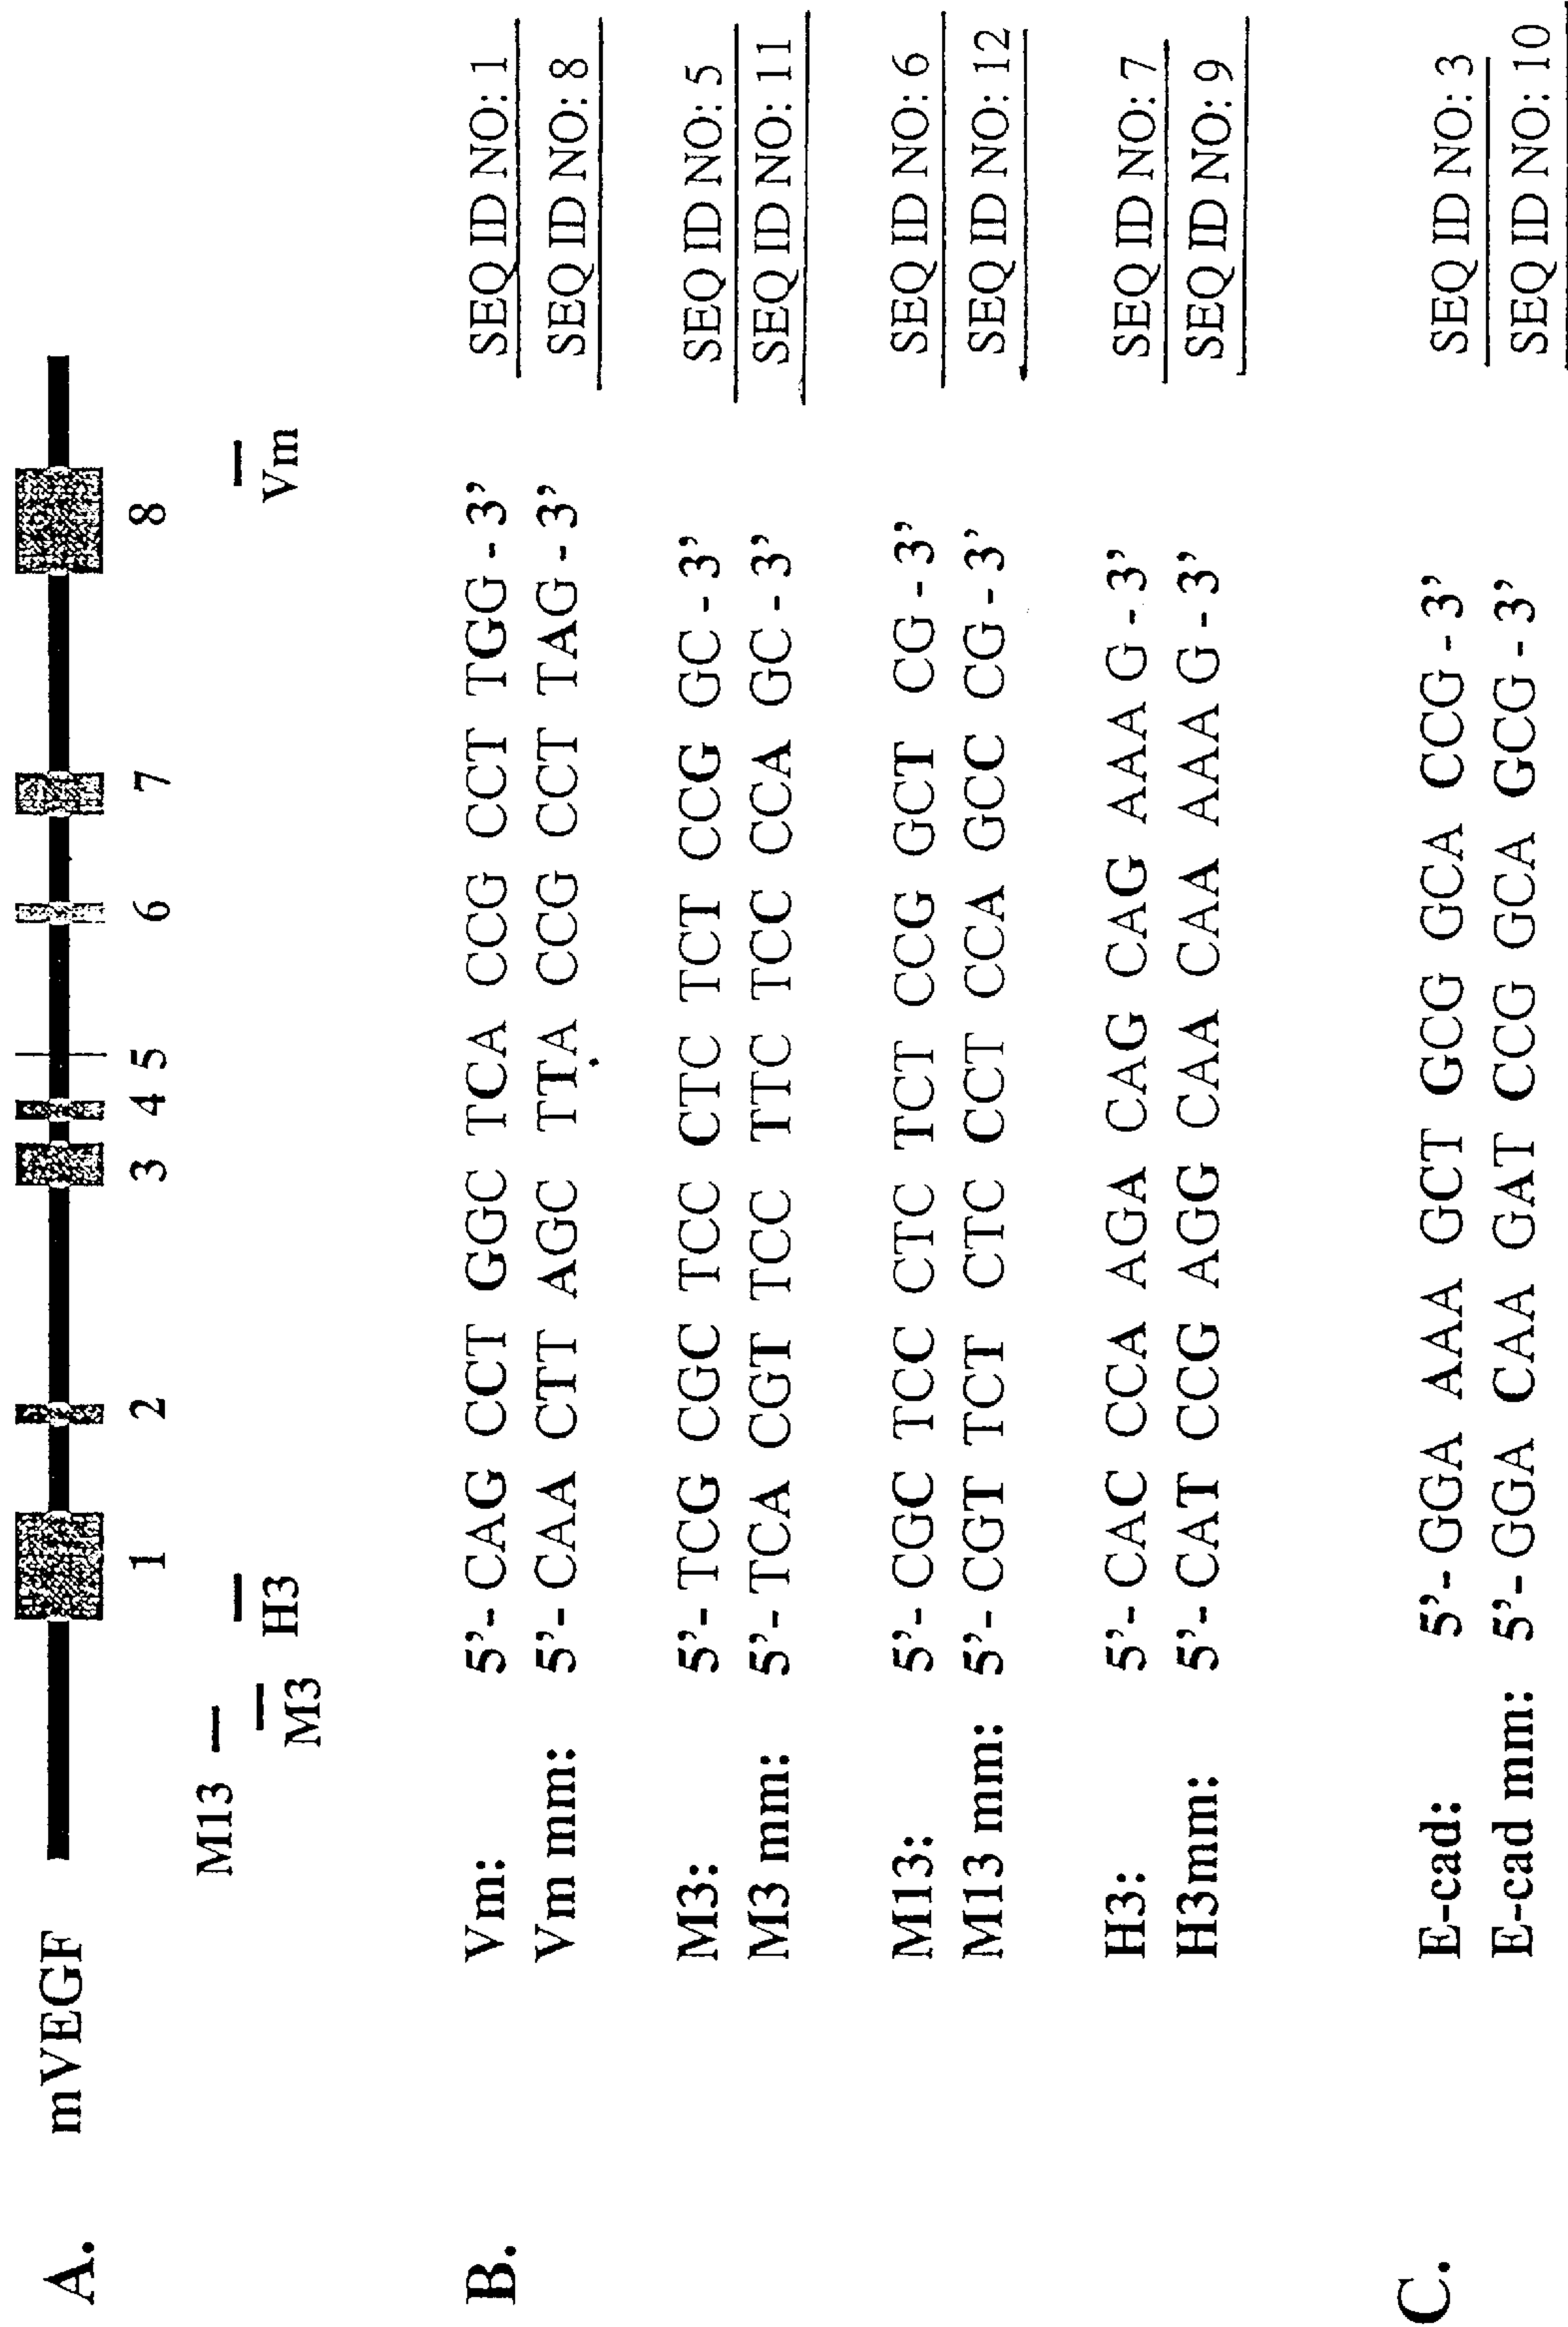 A. mVEGF
1 2 3 4 5 6 7 8
M13
M3
H3
Vm
B.
Vm: 5’- CAG CCT GGC TCA CCG CCT TGG - 3’ SEQ ID NO: 1
Vm mm: 5’- CAA CTT AGC TTA CCG CCT TAG - 3’ SEQ ID NO: 8
M3: 5’- TCG CGC TCC CTC TCT CCG GC - 3’ SEQ ID NO: 5
M3 mm: 5’- TCA CGT TCC TTC TCC CCA GC - 3’ SEQ ID NO: 11
M13: 5’- CGC TCC CTC TCT CCG GCT CG - 3’ SEQ ID NO: 6
M13 mm: 5’- CGT TCT CTC CCT CCA GCC CG - 3’ SEQ ID NO: 12
H3: 5’- CAC CCA AGA CAG CAG AAA G - 3’ SEQ ID NO: 7
H3mm: 5’- CAT CCG AGG CAA CAA AAA G - 3’ SEQ ID NO: 9
C.
E-cad: 5’- GGA AAA GCT GCG GCA CCG - 3’ SEQ ID NO: 3
E-cad mm: 5’- GGA CAA GAT CCG GCA GCG - 3’ SEQ ID NO: 10